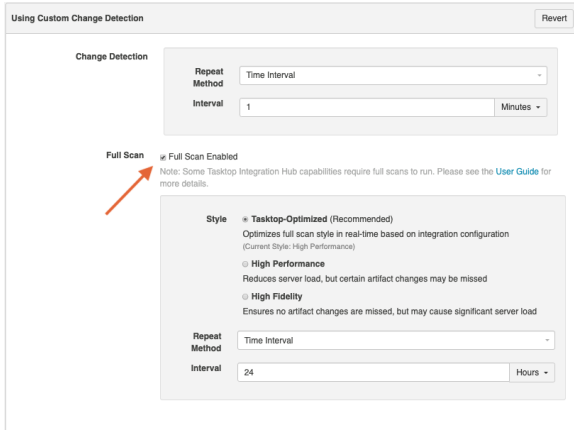 Using Custom Change Detection
Revert
Change Detection
Repeat
Method
Time Interval
Interval
1
Minutes
Full Scan
Full Scan Enabled
Note: Some Tasktop Integration Hub capabilities require full scans to run. Please see the User Guide for
more details.
Style
Tasktop-Optimized (Recommended)
Optimizes full scan style in real-time based on integration configuration
(Current Style: High Performance)
High Performance
Reduces server load, but certain artifact changes may be missed
High Fidelity
Ensures no artifact changes are missed, but may cause significant server load
Repeat
Method
Time Interval
Interval
24
Hours